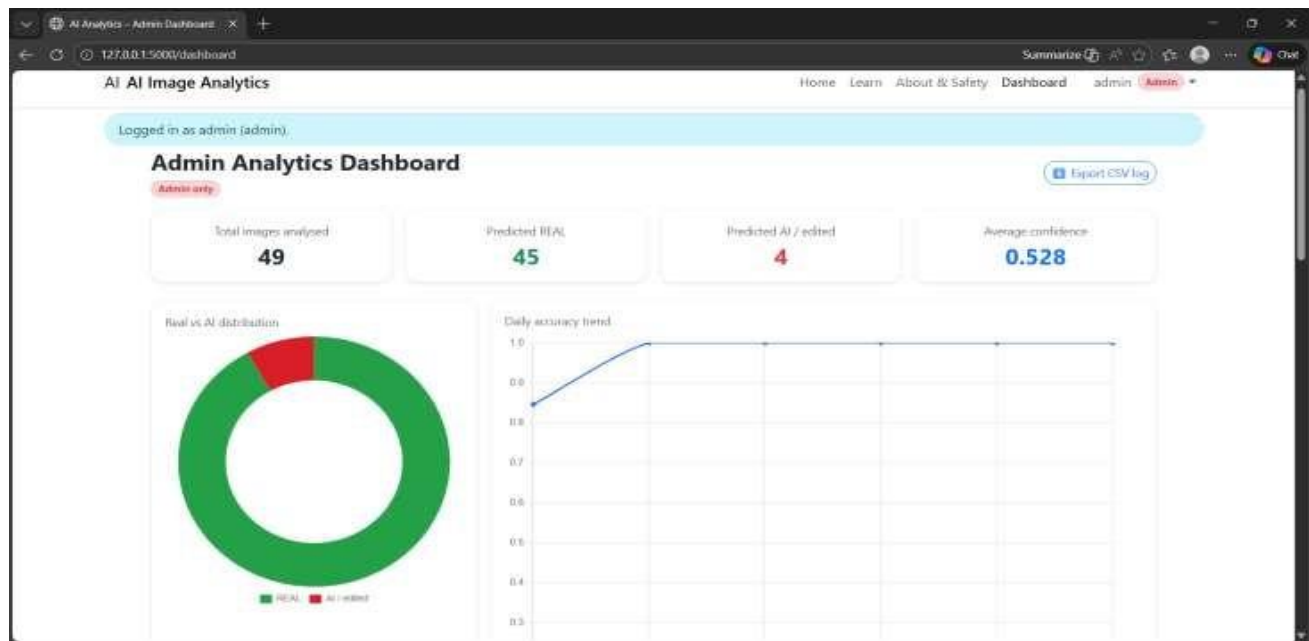 AI Analytics - Admin Dashboard
127.0.0.1:5000/dashboard
Summarize
Chat
AI AI Image Analytics
Home Learn About & Safety Dashboard admin Admin
Logged in as admin (admin).
Admin Analytics Dashboard
Admin only
Export CSV log
Total images analysed
49
Predicted REAL
45
Predicted AI / edited
4
Average confidence
0.528
Real vs AI distribution
REAL AI / edited
Daily accuracy trend
1.0
0.9
0.8
0.7
0.6
0.5
0.4
0.3